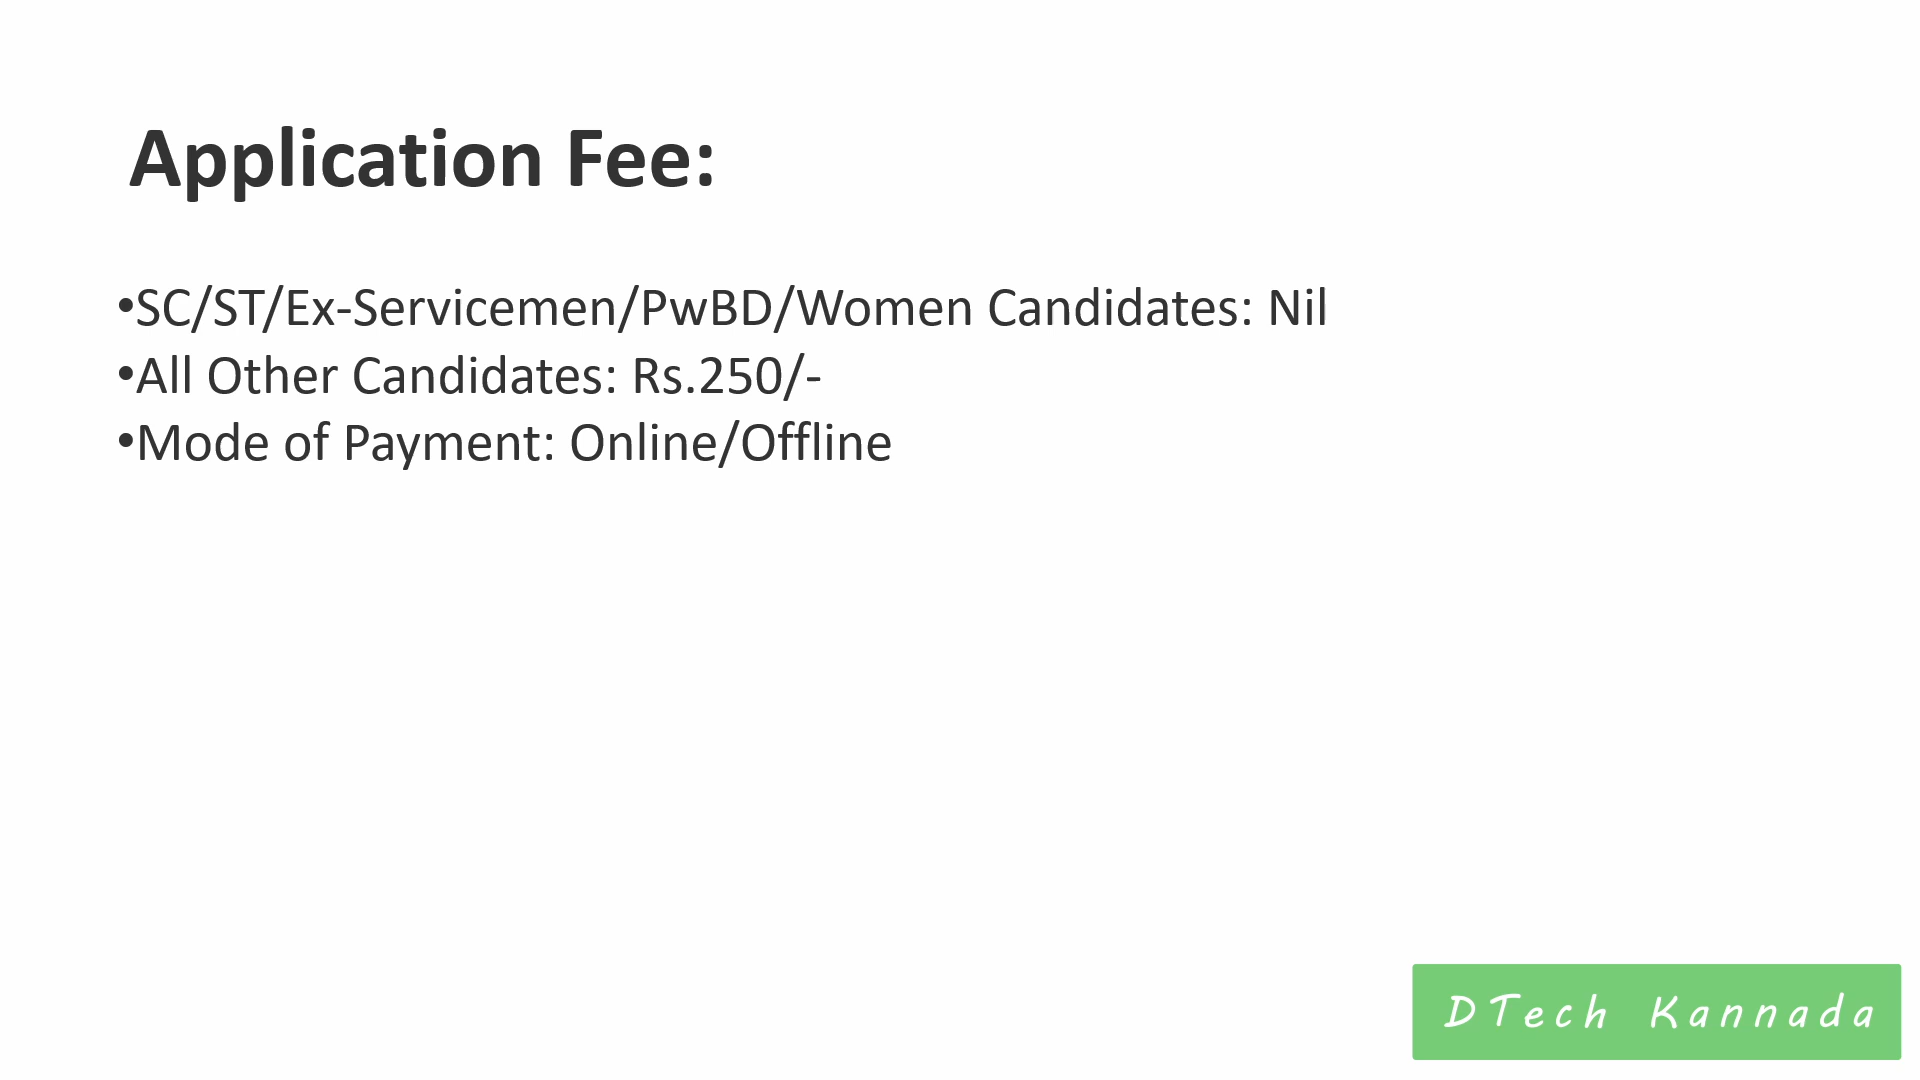 Application Fee:
•SC/ST/Ex-Servicemen/PwBD/Women Candidates: Nil
•All Other Candidates: Rs.250/-
•Mode of Payment: Online/Offline
DTech Kannada